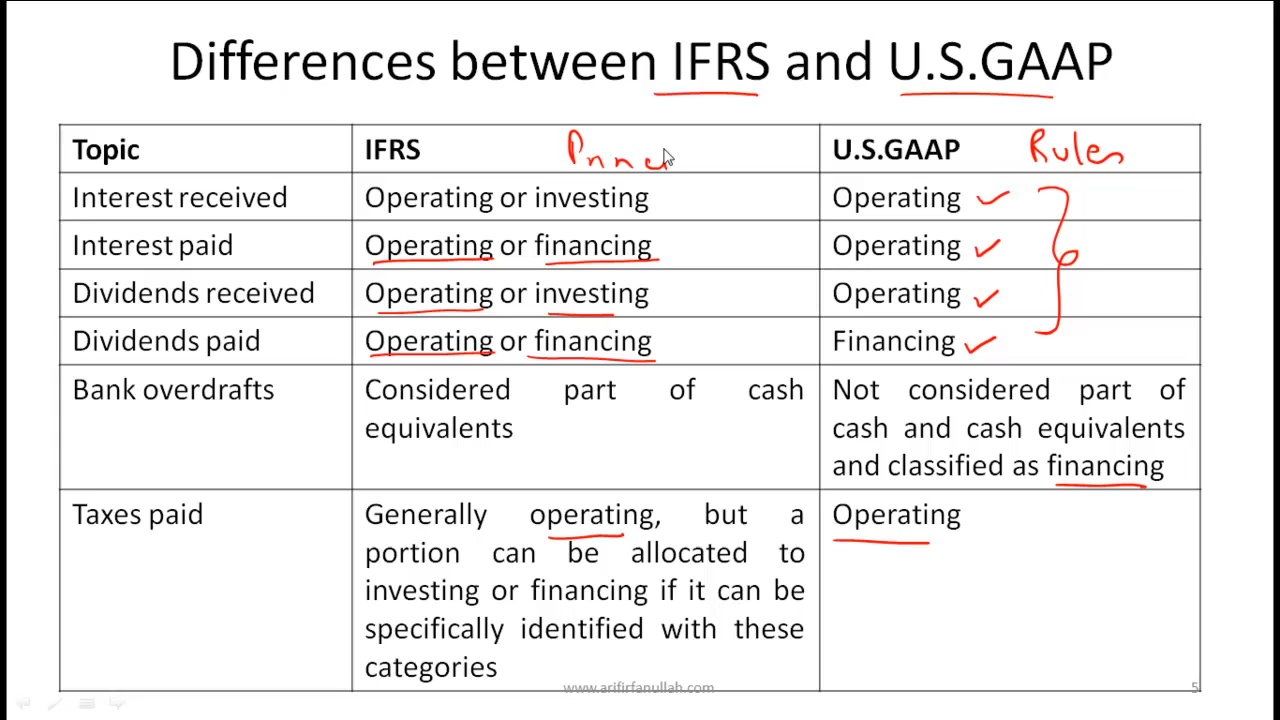 Differences between IFRS and U.S.GAAP
Topic IFRS U.S.GAAP Rules
Interest received Operating or investing Operating
Interest paid Operating or financing Operating
Dividends received Operating or investing Operating
Dividends paid Operating or financing Financing
Bank overdrafts Considered part of cash Not considered part of
equivalents cash and cash equivalents
and classified as financing
Taxes paid Generally operating, but a Operating
portion can be allocated to
investing or financing if it can be
specifically identified with these
categories
www.arifirfanullah.com 5